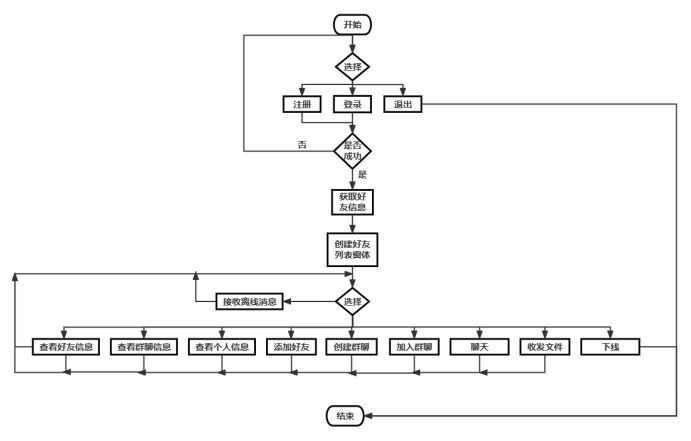 开始
选择
注册
登录
退出
是否
成功
否
是
获取好
友信息
创建好友
列表窗体
接收离线消息
选择
查看好友信息
查看群聊信息
查看个人信息
添加好友
创建群聊
加入群聊
聊天
收发文件
下线
结束